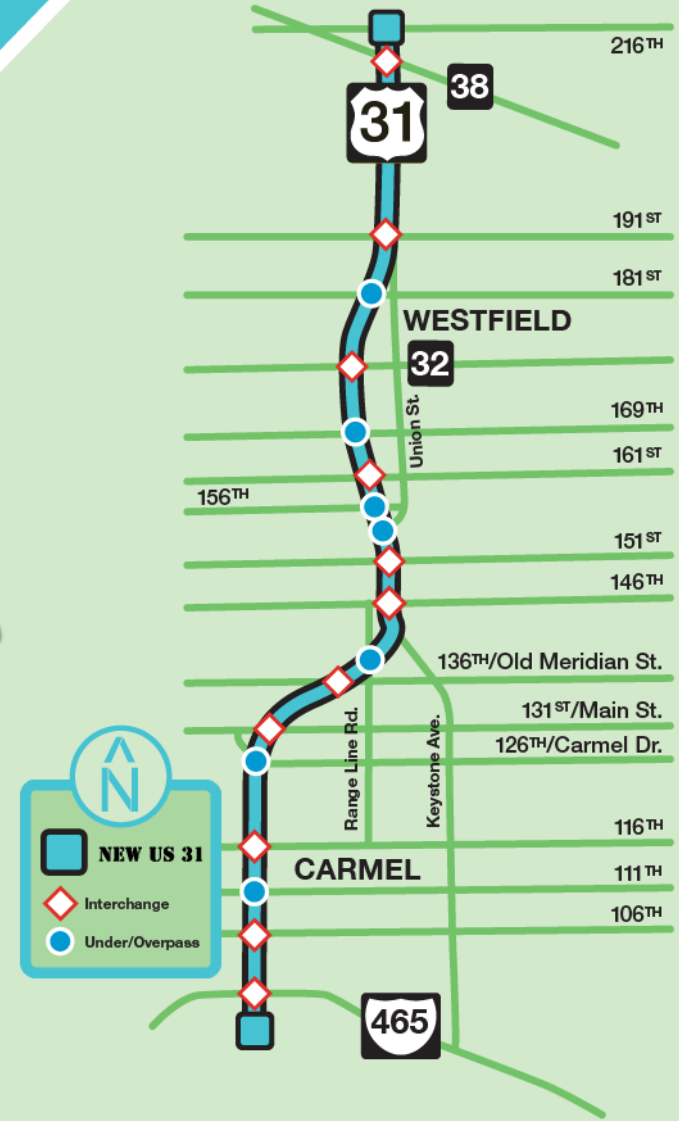 216TH
38
31
191ST
181ST
WESTFIELD
32
Union St.
169TH
161ST
156TH
151ST
146TH
136TH/Old Meridian St.
131ST/Main St.
126TH/Carmel Dr.
Range Line Rd.
Keystone Ave.
116TH
CARMEL
111TH
106TH
465
N
NEW US 31
Interchange
Under/Overpass